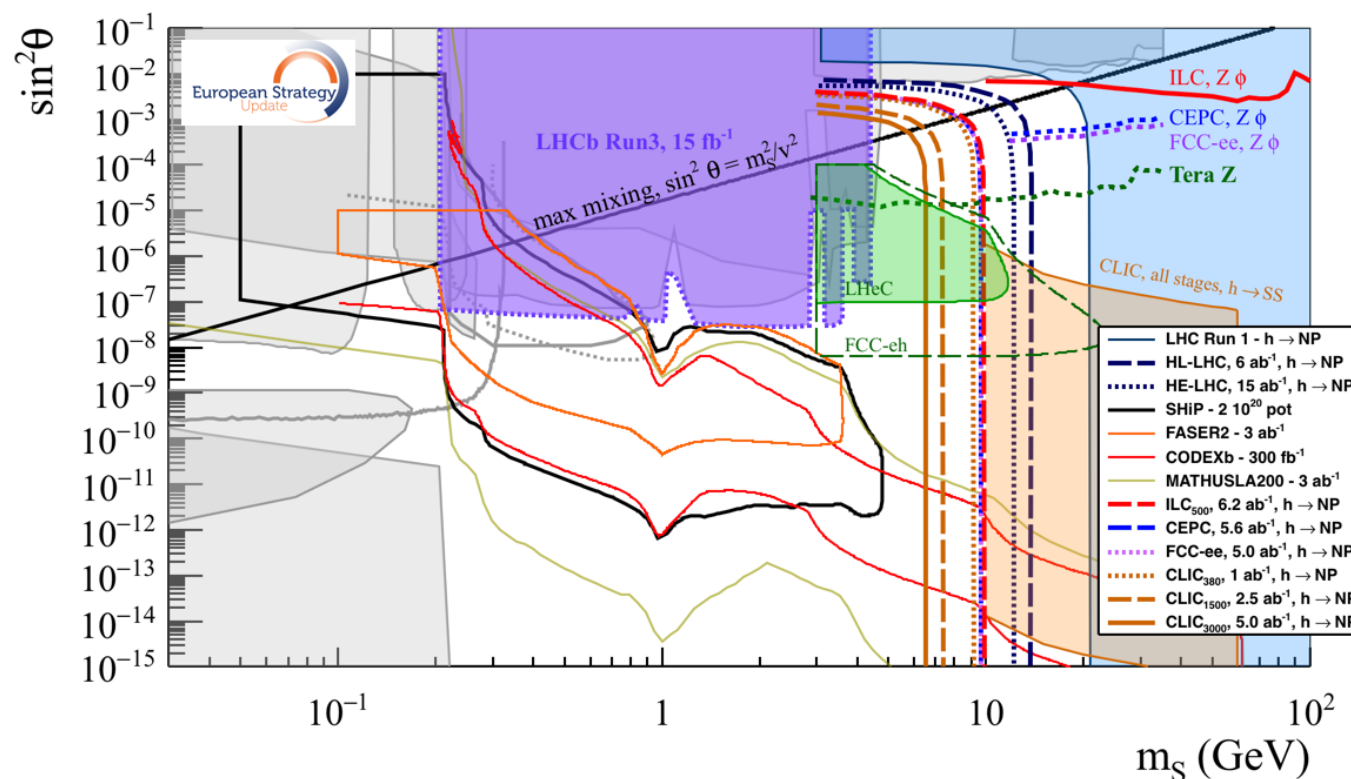 sin²θ
10⁻¹
10⁻²
10⁻³
10⁻⁴
10⁻⁵
10⁻⁶
10⁻⁷
10⁻⁸
10⁻⁹
10⁻¹⁰
10⁻¹¹
10⁻¹²
10⁻¹³
10⁻¹⁴
10⁻¹⁵
European Strategy
Update
LHCb Run3, 15 fb⁻¹
max mixing, sin² θ = m_S²/v²
ILC, Z ϕ
CEPC, Z ϕ
FCC-ee, Z ϕ
Tera Z
CLIC, all stages, h → SS
LHeC
FCC-eh
LHC Run 1 - h → NP
HL-LHC, 6 ab⁻¹, h → NP
HE-LHC, 15 ab⁻¹, h → NP
SHiP - 2 10²⁰ pot
FASER2 - 3 ab⁻¹
CODEXb - 300 fb⁻¹
MATHUSLA200 - 3 ab⁻¹
ILC₅₀₀, 6.2 ab⁻¹, h → NP
CEPC, 5.6 ab⁻¹, h → NP
FCC-ee, 5.0 ab⁻¹, h → NP
CLIC₃₈₀, 1 ab⁻¹, h → NP
CLIC₁₅₀₀, 2.5 ab⁻¹, h → NP
CLIC₃₀₀₀, 5.0 ab⁻¹, h → NP
10⁻¹ 1 10 10²
m_S (GeV)